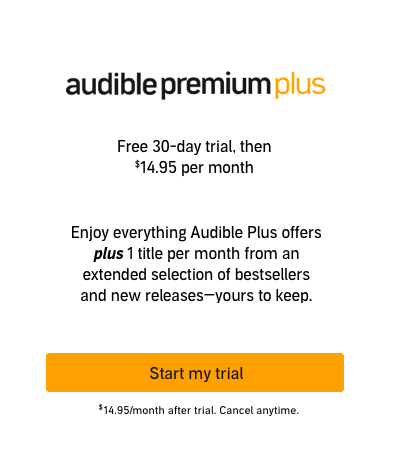 audible premium plus
Free 30-day trial, then
$14.95 per month
Enjoy everything Audible Plus offers
plus 1 title per month from an
extended selection of bestsellers
and new releases—yours to keep.
Start my trial
$14.95/month after trial. Cancel anytime.